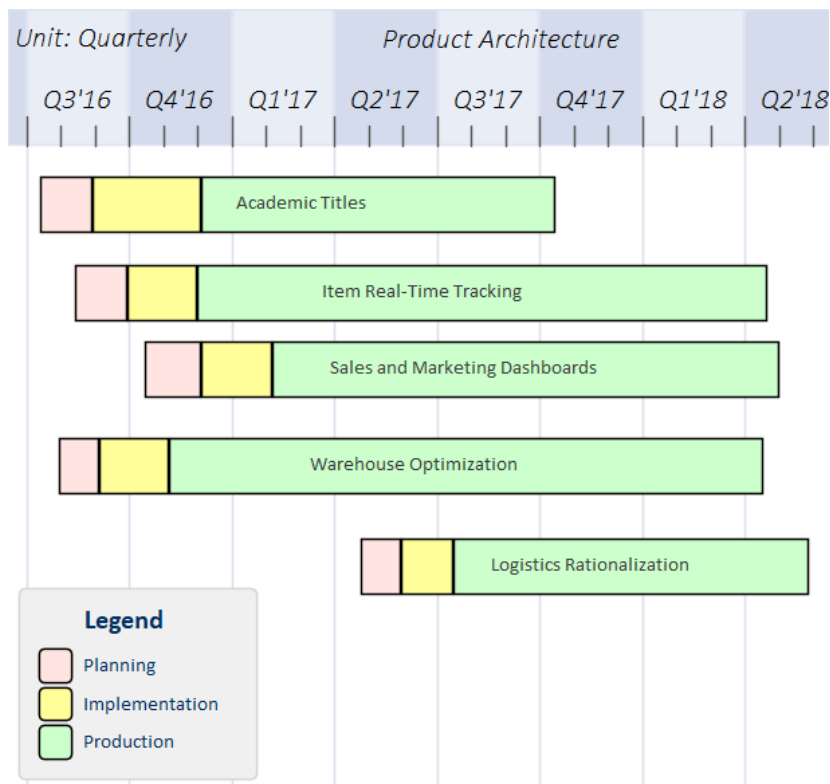 Unit: Quarterly
Product Architecture
Q3'16 Q4'16 Q1'17 Q2'17 Q3'17 Q4'17 Q1'18 Q2'18
Academic Titles
Item Real-Time Tracking
Sales and Marketing Dashboards
Warehouse Optimization
Logistics Rationalization
Legend
Planning
Implementation
Production